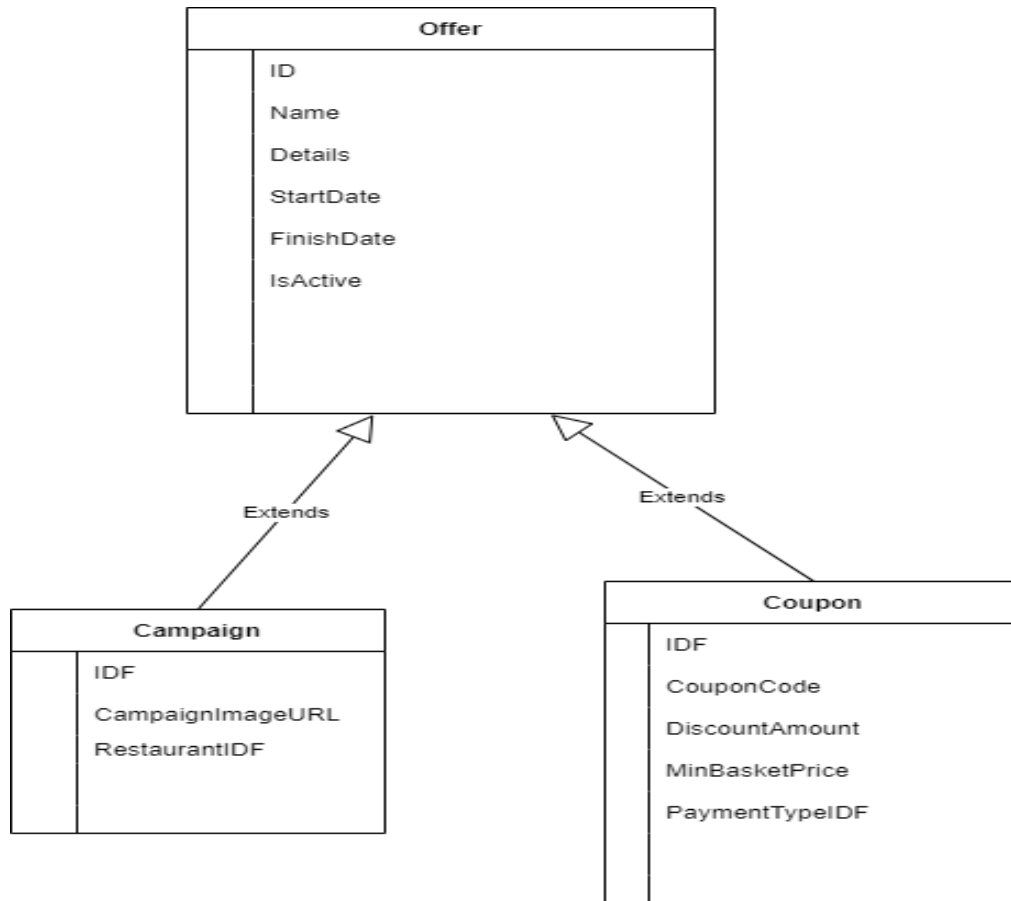 Offer
ID
Name
Details
StartDate
FinishDate
IsActive
Extends
Extends
Campaign
IDF
CampaignImageURL
RestaurantIDF
Coupon
IDF
CouponCode
DiscountAmount
MinBasketPrice
PaymentTypeIDF